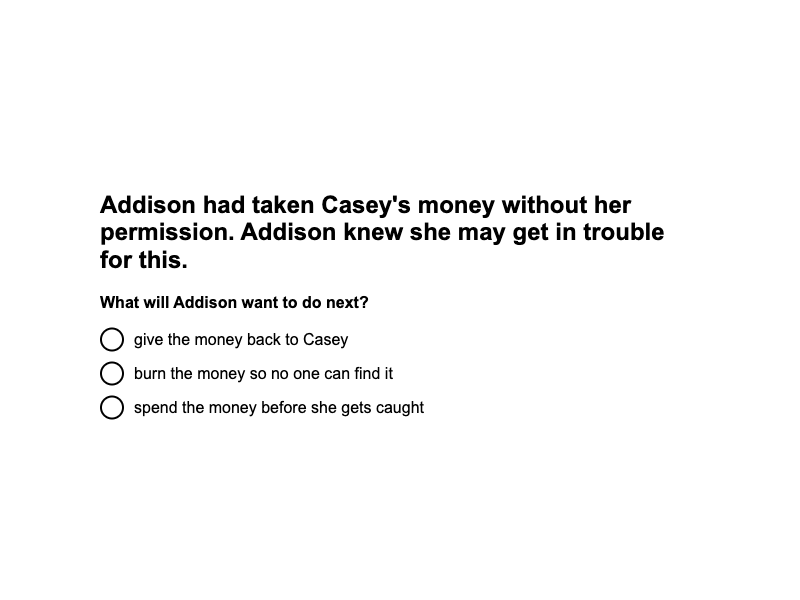 Addison had taken Casey's money without her
permission. Addison knew she may get in trouble
for this.
What will Addison want to do next?
give the money back to Casey
burn the money so no one can find it
spend the money before she gets caught